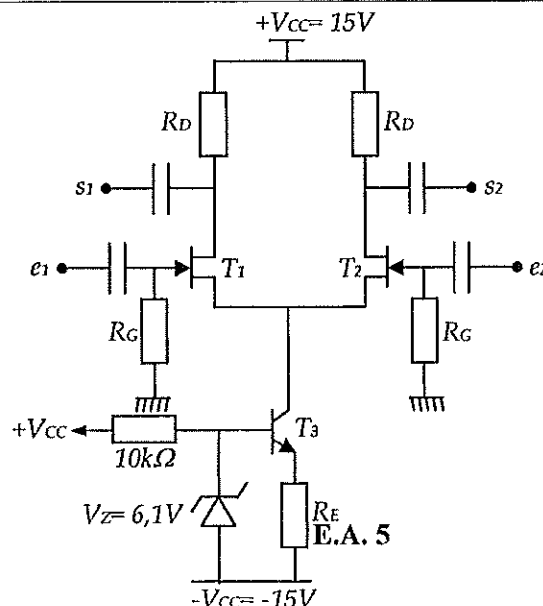 +VCC= 15V
RD
RD
s1
s2
e1
T1
T2
e2
RG
RG
+VCC
10kΩ
T3
VZ= 6,1V
RE
E.A. 5
-VCC= -15V